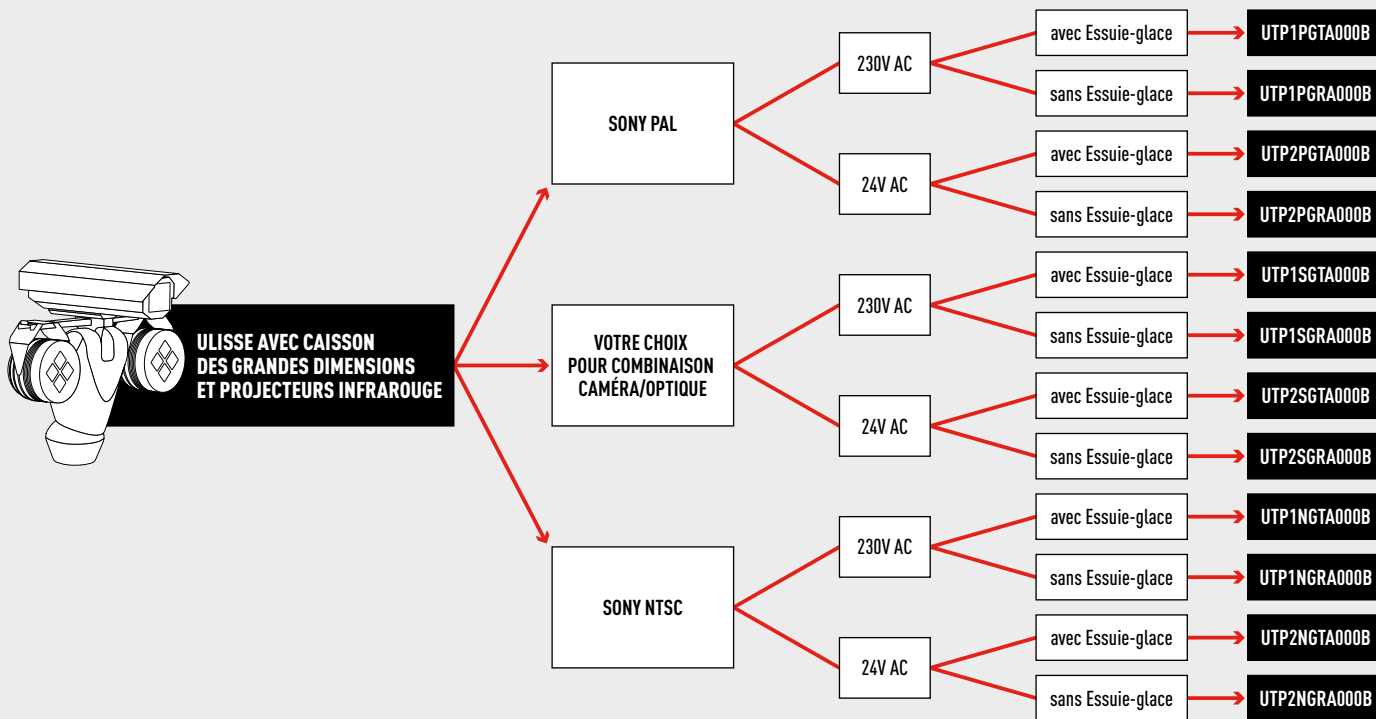 ULISSE AVEC CAISSON
DES GRANDES DIMENSIONS
ET PROJECTEURS INFRAROUGE
SONY PAL
230V AC
avec Essuie-glace
UTP1PGTA000B
sans Essuie-glace
UTP1PGRA000B
24V AC
avec Essuie-glace
UTP2PGTA000B
sans Essuie-glace
UTP2PGRA000B
VOTRE CHOIX
POUR COMBINAISON
CAMÉRA/OPTIQUE
230V AC
avec Essuie-glace
UTP1SGTA000B
sans Essuie-glace
UTP1SGRA000B
24V AC
avec Essuie-glace
UTP2SGTA000B
sans Essuie-glace
UTP2SGRA000B
SONY NTSC
230V AC
avec Essuie-glace
UTP1NGTA000B
sans Essuie-glace
UTP1NGRA000B
24V AC
avec Essuie-glace
UTP2NGTA000B
sans Essuie-glace
UTP2NGRA000B